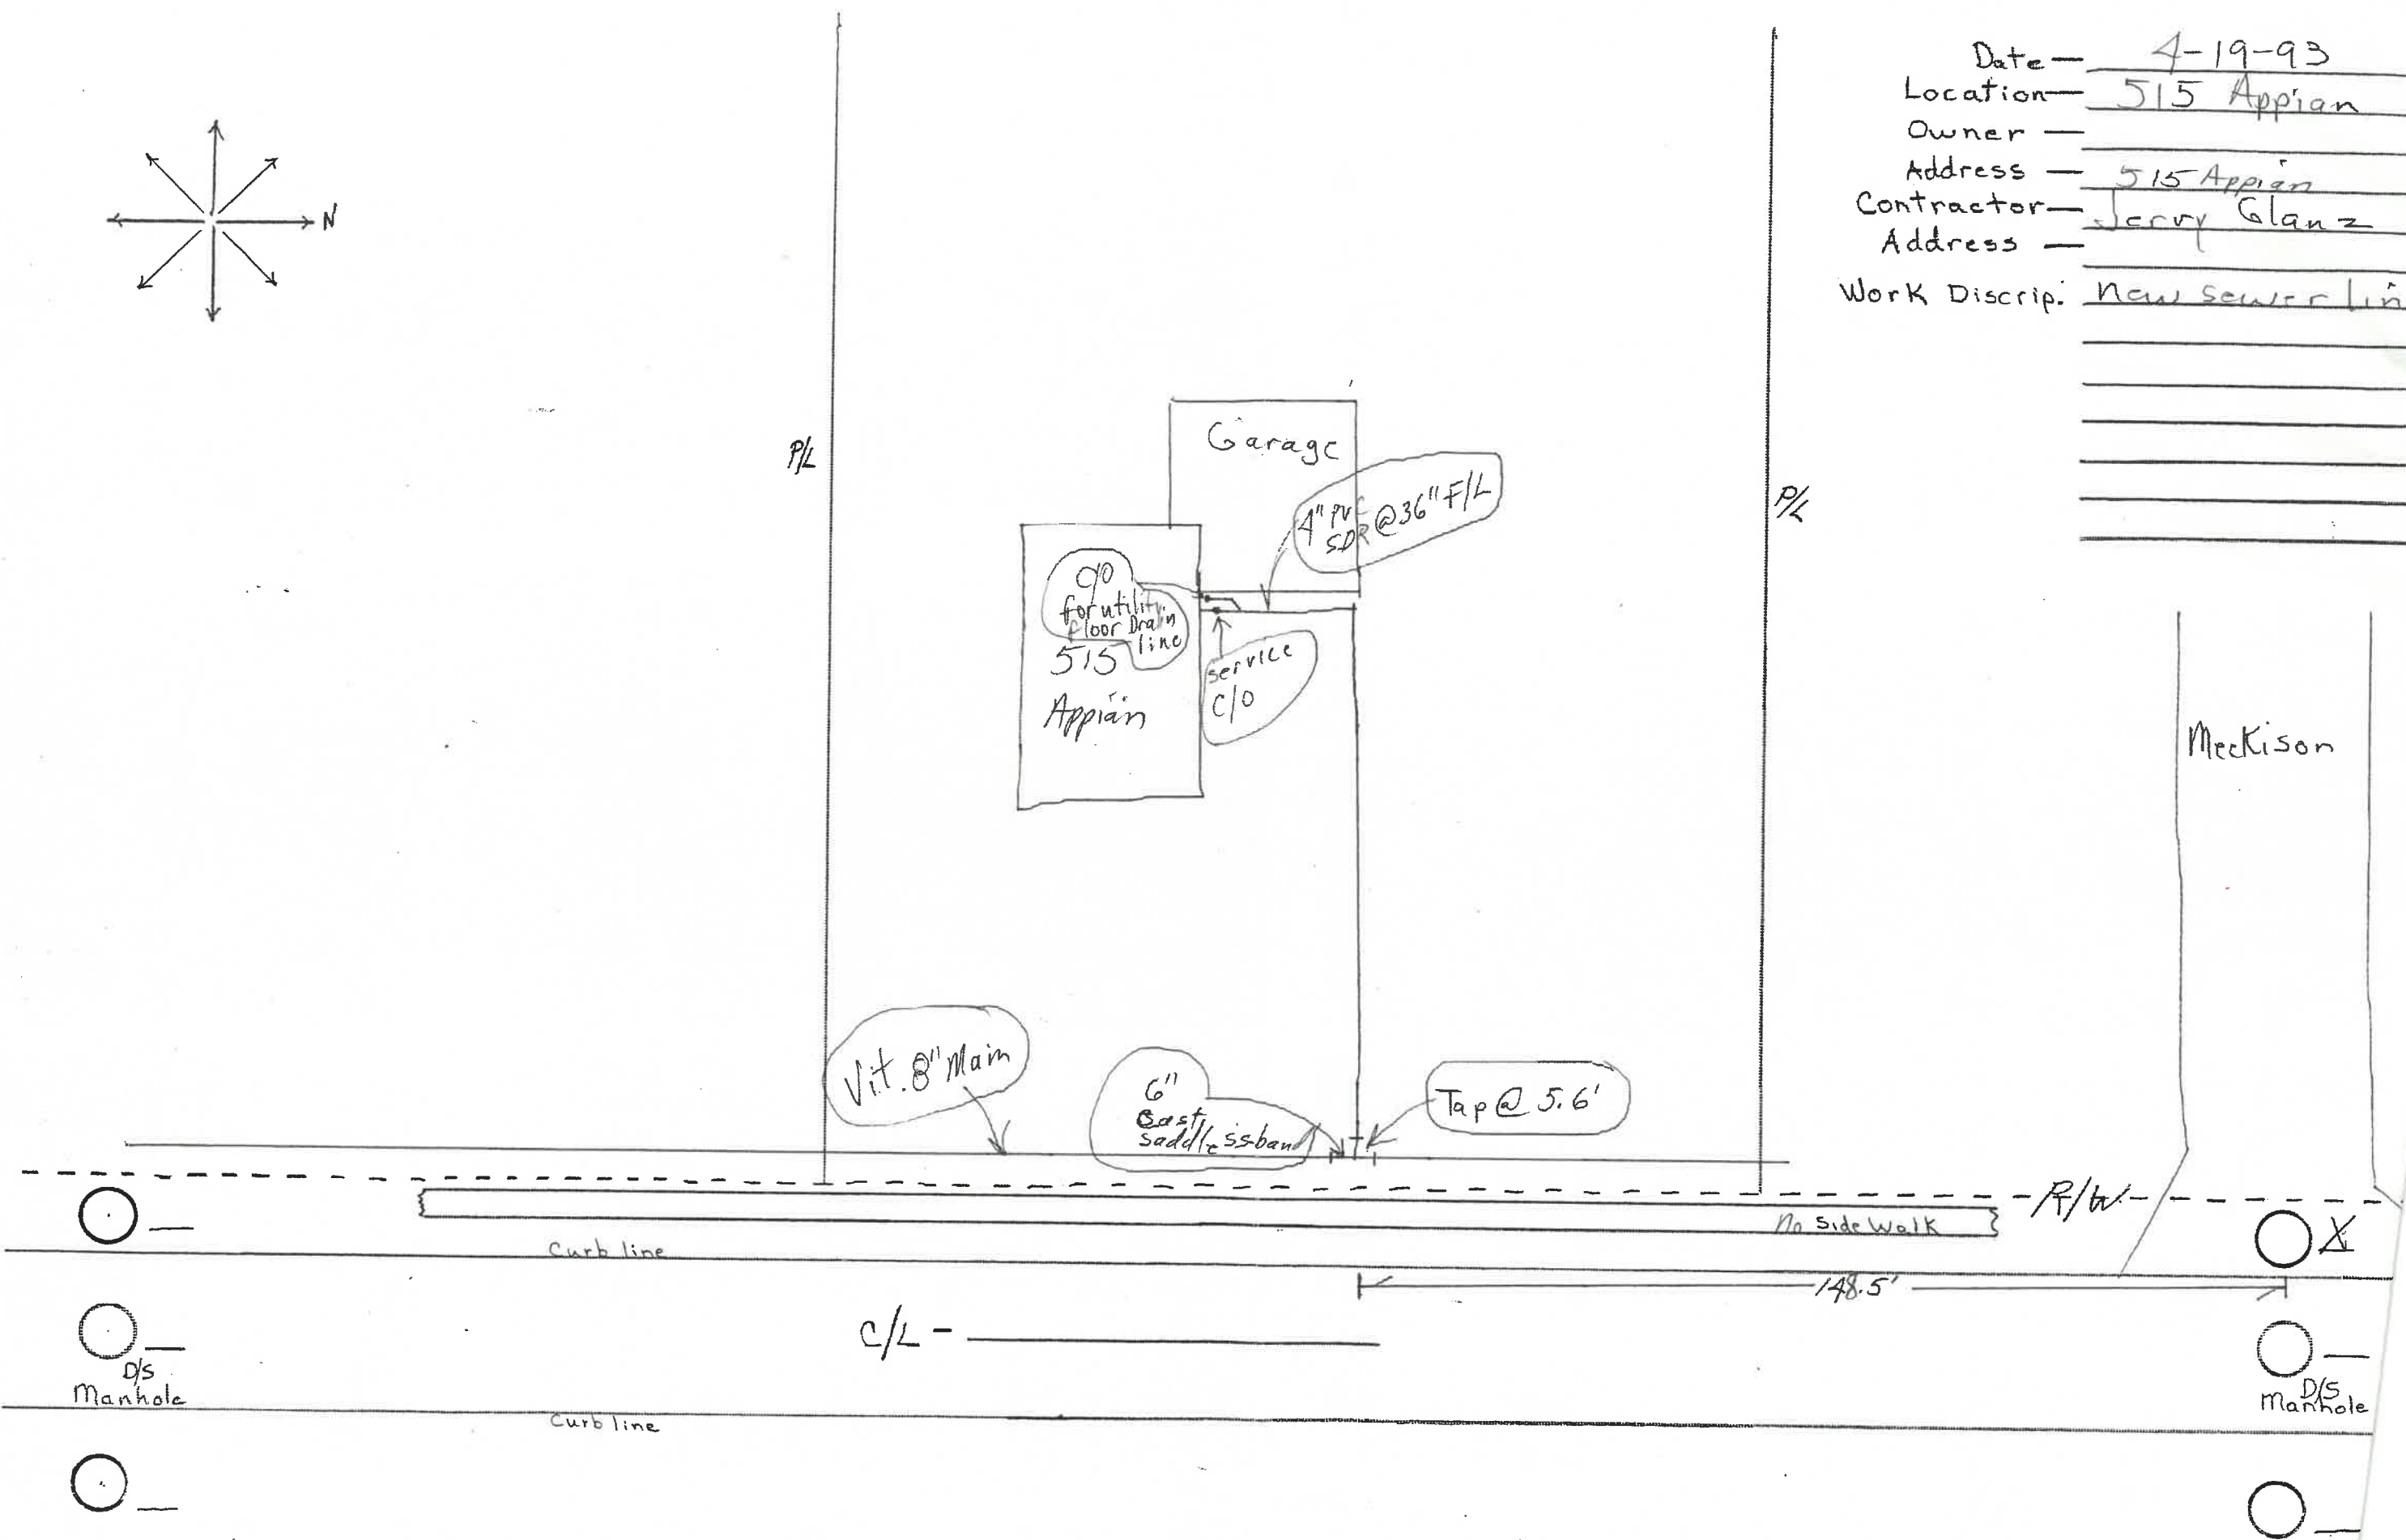 Date — 4-19-93
Location — 515 Appian
Owner —
Address — 515 Appian
Contractor — Jerry Glanz
Address —
Work Discrip: new sewer lin
N
P/L
Garage
4" PVC
SDR @ 36" F/L
P/L
C/O
for utility
floor Drain
line
515
Appian
service
C/O
Meckison
Vit. 8" Main
6"
Cast
saddle ss band
Tap @ 5.6'
R/W
No Side Walk
X
Curb line
148.5'
C/L -
D/S
Manhole
D/S
Manhole
Curb line